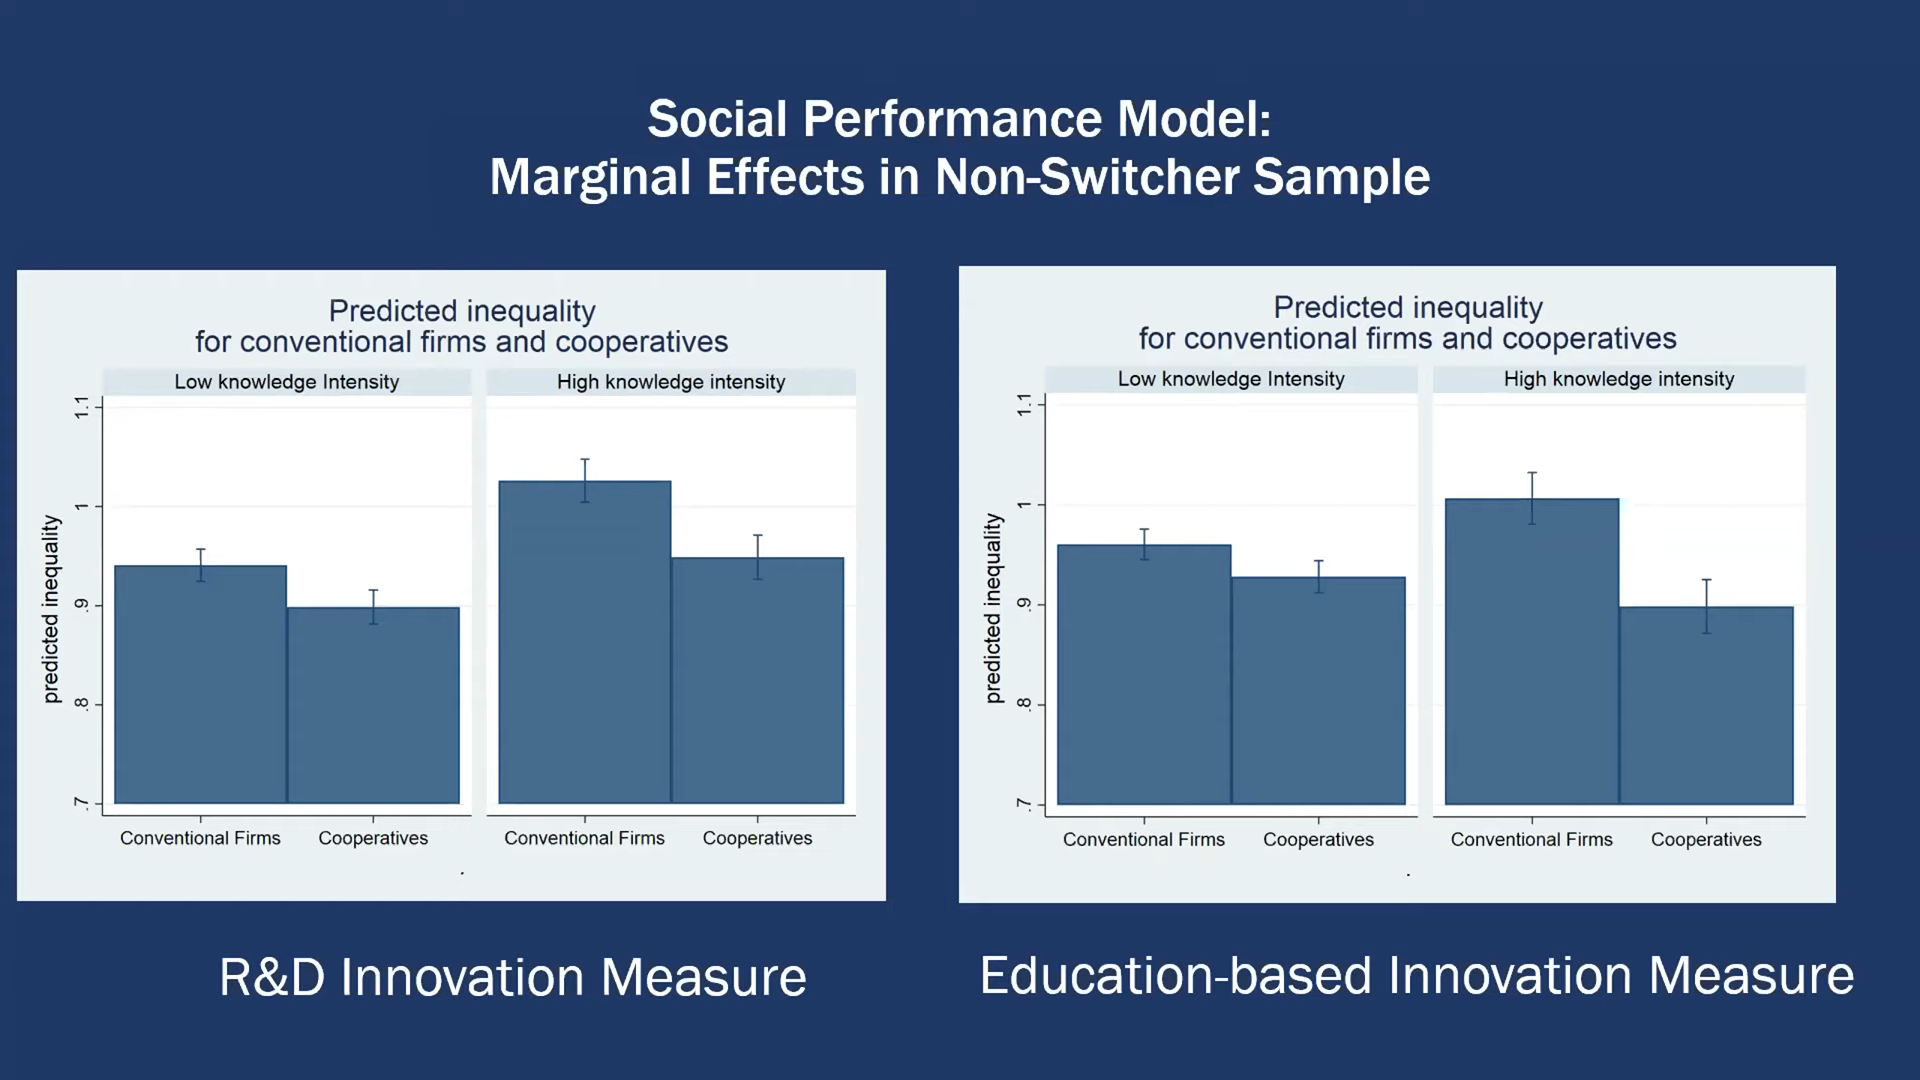 Social Performance Model:
Marginal Effects in Non-Switcher Sample
Predicted inequality
for conventional firms and cooperatives
Low knowledge Intensity
High knowledge intensity
predicted inequality
1.1
1
.9
.8
.7
Conventional Firms
Cooperatives
Conventional Firms
Cooperatives
.
R&D Innovation Measure
Predicted inequality
for conventional firms and cooperatives
Low knowledge Intensity
High knowledge intensity
predicted inequality
1.1
1
.9
.8
.7
Conventional Firms
Cooperatives
Conventional Firms
Cooperatives
.
Education-based Innovation Measure